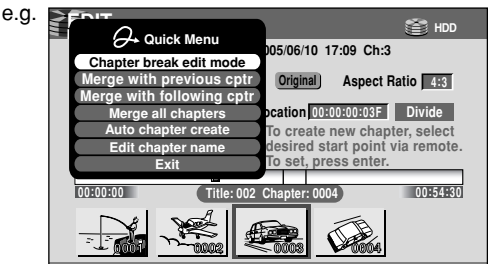 e.g.
EDIT
HDD
Quick Menu
005/06/10 17:09 Ch:3
Chapter break edit mode
Merge with previous cptr
Original Aspect Ratio 4:3
Merge with following cptr
Merge all chapters
ocation 00:00:00:03F Divide
Auto chapter create
To create new chapter, select
Edit chapter name
desired start point via remote.
Exit
To set, press enter.
00:00:00 Title: 002 Chapter: 0004 00:54:30
0001 0002 0003 0004